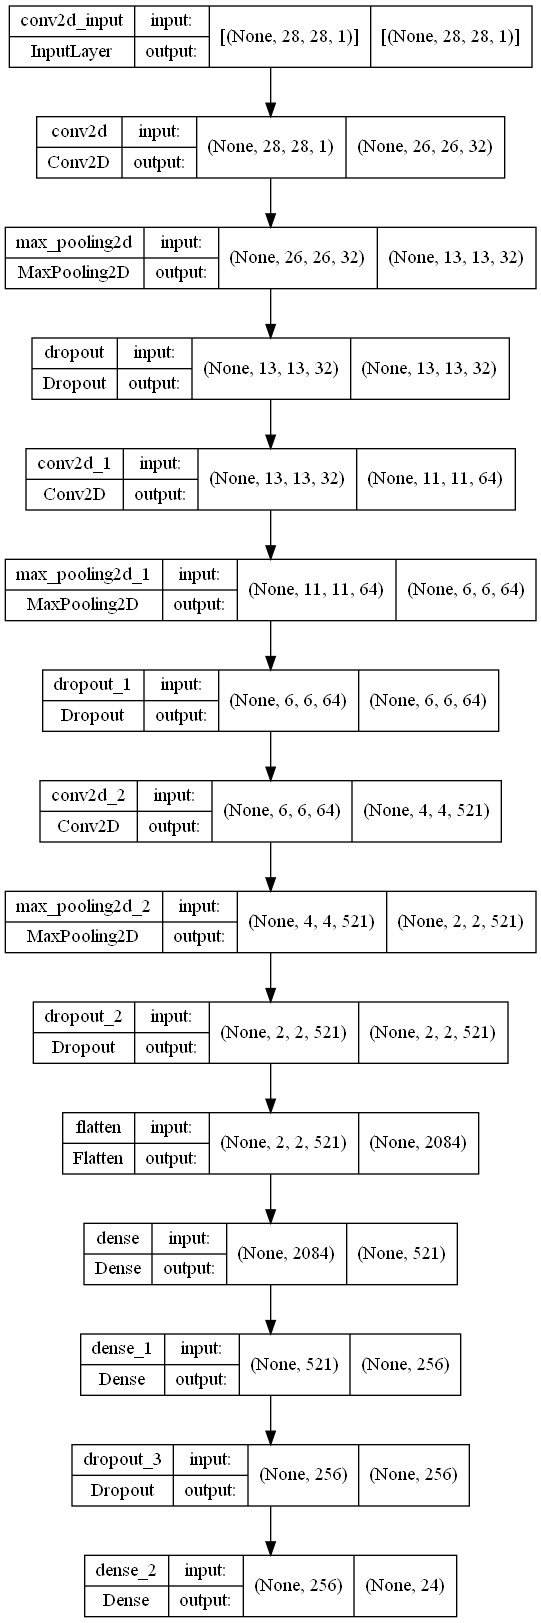 conv2d_input input: [(None, 28, 28, 1)] [(None, 28, 28, 1)]
InputLayer output:
conv2d input: (None, 28, 28, 1) (None, 26, 26, 32)
Conv2D output:
max_pooling2d input: (None, 26, 26, 32) (None, 13, 13, 32)
MaxPooling2D output:
dropout input: (None, 13, 13, 32) (None, 13, 13, 32)
Dropout output:
conv2d_1 input: (None, 13, 13, 32) (None, 11, 11, 64)
Conv2D output:
max_pooling2d_1 input: (None, 11, 11, 64) (None, 6, 6, 64)
MaxPooling2D output:
dropout_1 input: (None, 6, 6, 64) (None, 6, 6, 64)
Dropout output:
conv2d_2 input: (None, 6, 6, 64) (None, 4, 4, 521)
Conv2D output:
max_pooling2d_2 input: (None, 4, 4, 521) (None, 2, 2, 521)
MaxPooling2D output:
dropout_2 input: (None, 2, 2, 521) (None, 2, 2, 521)
Dropout output:
flatten input: (None, 2, 2, 521) (None, 2084)
Flatten output:
dense input: (None, 2084) (None, 521)
Dense output:
dense_1 input: (None, 521) (None, 256)
Dense output:
dropout_3 input: (None, 256) (None, 256)
Dropout output:
dense_2 input: (None, 256) (None, 24)
Dense output: